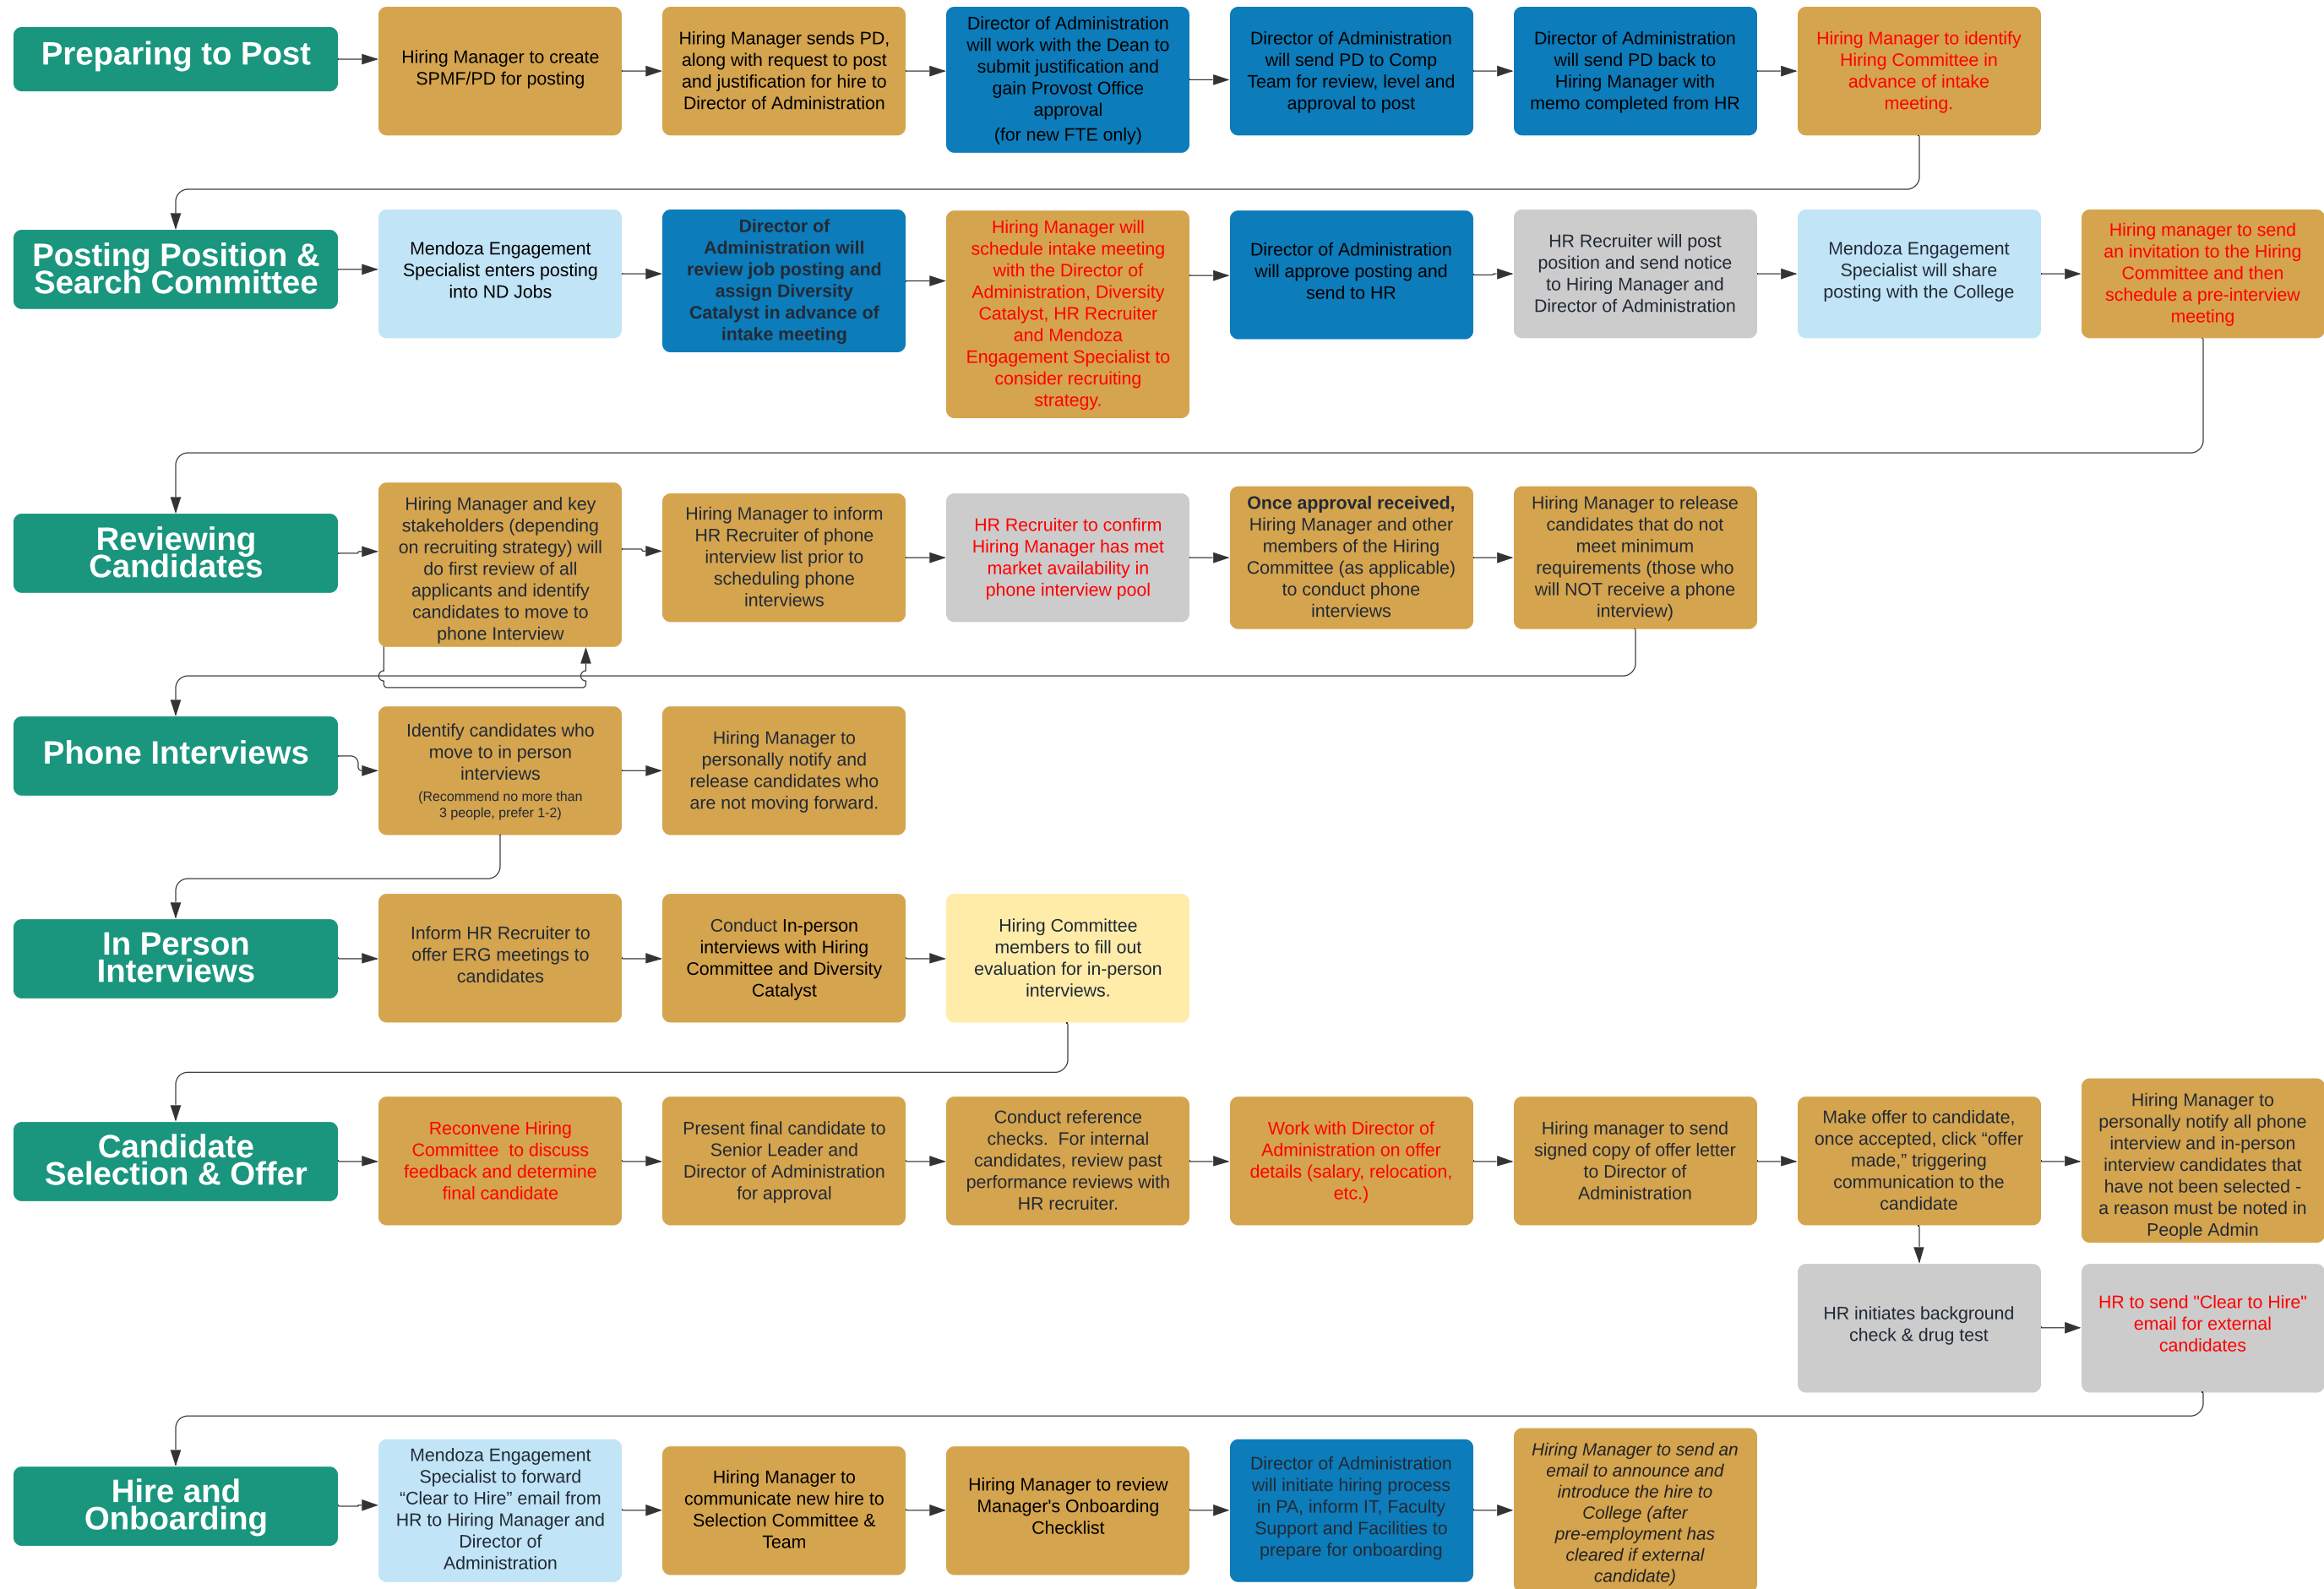 Preparing to Post
Hiring Manager to create
SPMF/PD for posting
Hiring Manager sends PD,
along with request to post
and justification for hire to
Director of Administration
Director of Administration
will work with the Dean to
submit justification and
gain Provost Office
approval
(for new FTE only)
Director of Administration
will send PD to Comp
Team for review, level and
approval to post
Director of Administration
will send PD back to
Hiring Manager with
memo completed from HR
Hiring Manager to identify
Hiring Committee in
advance of intake
meeting.
Posting Position &
Search Committee
Mendoza Engagement
Specialist enters posting
into ND Jobs
Director of
Administration will
review job posting and
assign Diversity
Catalyst in advance of
intake meeting
Hiring Manager will
schedule intake meeting
with the Director of
Administration, Diversity
Catalyst, HR Recruiter
and Mendoza
Engagement Specialist to
consider recruiting
strategy.
Director of Administration
will approve posting and
send to HR
HR Recruiter will post
position and send notice
to Hiring Manager and
Director of Administration
Mendoza Engagement
Specialist will share
posting with the College
Hiring manager to send
an invitation to the Hiring
Committee and then
schedule a pre-interview
meeting
Reviewing
Candidates
Hiring Manager and key
stakeholders (depending
on recruiting strategy) will
do first review of all
applicants and identify
candidates to move to
phone Interview
Hiring Manager to inform
HR Recruiter of phone
interview list prior to
scheduling phone
interviews
HR Recruiter to confirm
Hiring Manager has met
market availability in
phone interview pool
Once approval received,
Hiring Manager and other
members of the Hiring
Committee (as applicable)
to conduct phone
interviews
Hiring Manager to release
candidates that do not
meet minimum
requirements (those who
will NOT receive a phone
interview)
Phone Interviews
Identify candidates who
move to in person
interviews
(Recommend no more than
3 people, prefer 1-2)
Hiring Manager to
personally notify and
release candidates who
are not moving forward.
In Person
Interviews
Inform HR Recruiter to
offer ERG meetings to
candidates
Conduct In-person
interviews with Hiring
Committee and Diversity
Catalyst
Hiring Committee
members to fill out
evaluation for in-person
interviews.
Candidate
Selection & Offer
Reconvene Hiring
Committee  to discuss
feedback and determine
final candidate
Present final candidate to
Senior Leader and
Director of Administration
for approval
Conduct reference
checks.  For internal
candidates, review past
performance reviews with
HR recruiter.
Work with Director of
Administration on offer
details (salary, relocation,
etc.)
Hiring manager to send
signed copy of offer letter
to Director of
Administration
Make offer to candidate,
once accepted, click “offer
made,” triggering
communication to the
candidate
Hiring Manager to
personally notify all phone
interview and in-person
interview candidates that
have not been selected -
a reason must be noted in
People Admin
HR initiates background
check & drug test
HR to send "Clear to Hire"
email for external
candidates
Hire and
Onboarding
Mendoza Engagement
Specialist to forward
“Clear to Hire” email from
HR to Hiring Manager and
Director of
Administration
Hiring Manager to
communicate new hire to
Selection Committee &
Team
Hiring Manager to review
Manager's Onboarding
Checklist
Director of Administration
will initiate hiring process
in PA, inform IT, Faculty
Support and Facilities to
prepare for onboarding
Hiring Manager to send an
email to announce and
introduce the hire to
College (after
pre-employment has
cleared if external
candidate)